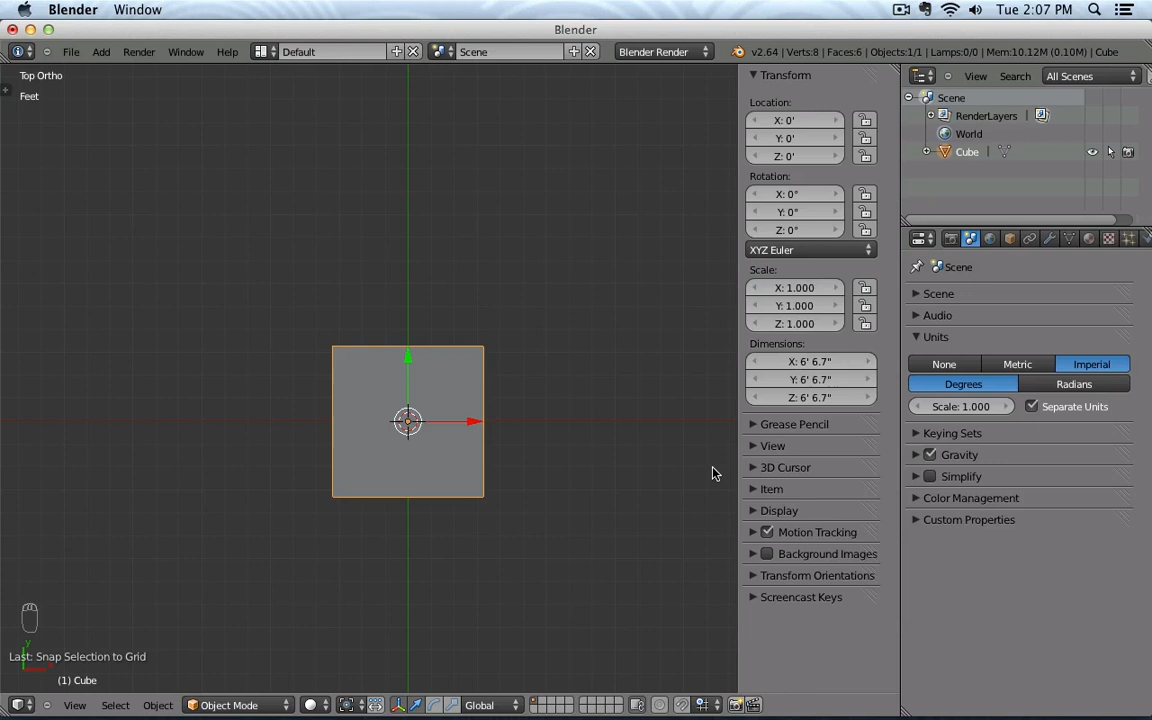 Blender Window Tue 2:07 PM
Blender
File Add Render Window Help Default Scene Blender Render v2.64 | Verts:8 | Faces:6 | Objects:1/1 | Lamps:0/0 | Mem:10.12M (0.10M) | Cube
Top Ortho
Feet
Transform
Location:
X: 0'
Y: 0'
Z: 0'
Rotation:
X: 0°
Y: 0°
Z: 0°
XYZ Euler
Scale:
X: 1.000
Y: 1.000
Z: 1.000
Dimensions:
X: 6' 6.7"
Y: 6' 6.7"
Z: 6' 6.7"
Grease Pencil
View
3D Cursor
Item
Display
Motion Tracking
Background Images
Transform Orientations
Screencast Keys
View Search All Scenes
Scene
RenderLayers |
World
Cube |
Scene
Scene
Audio
Units
None Metric Imperial
Degrees Radians
Scale: 1.000 Separate Units
Keying Sets
Gravity
Simplify
Color Management
Custom Properties
y
x
Last: Snap Selection to Grid
(1) Cube
View Select Object Object Mode Global